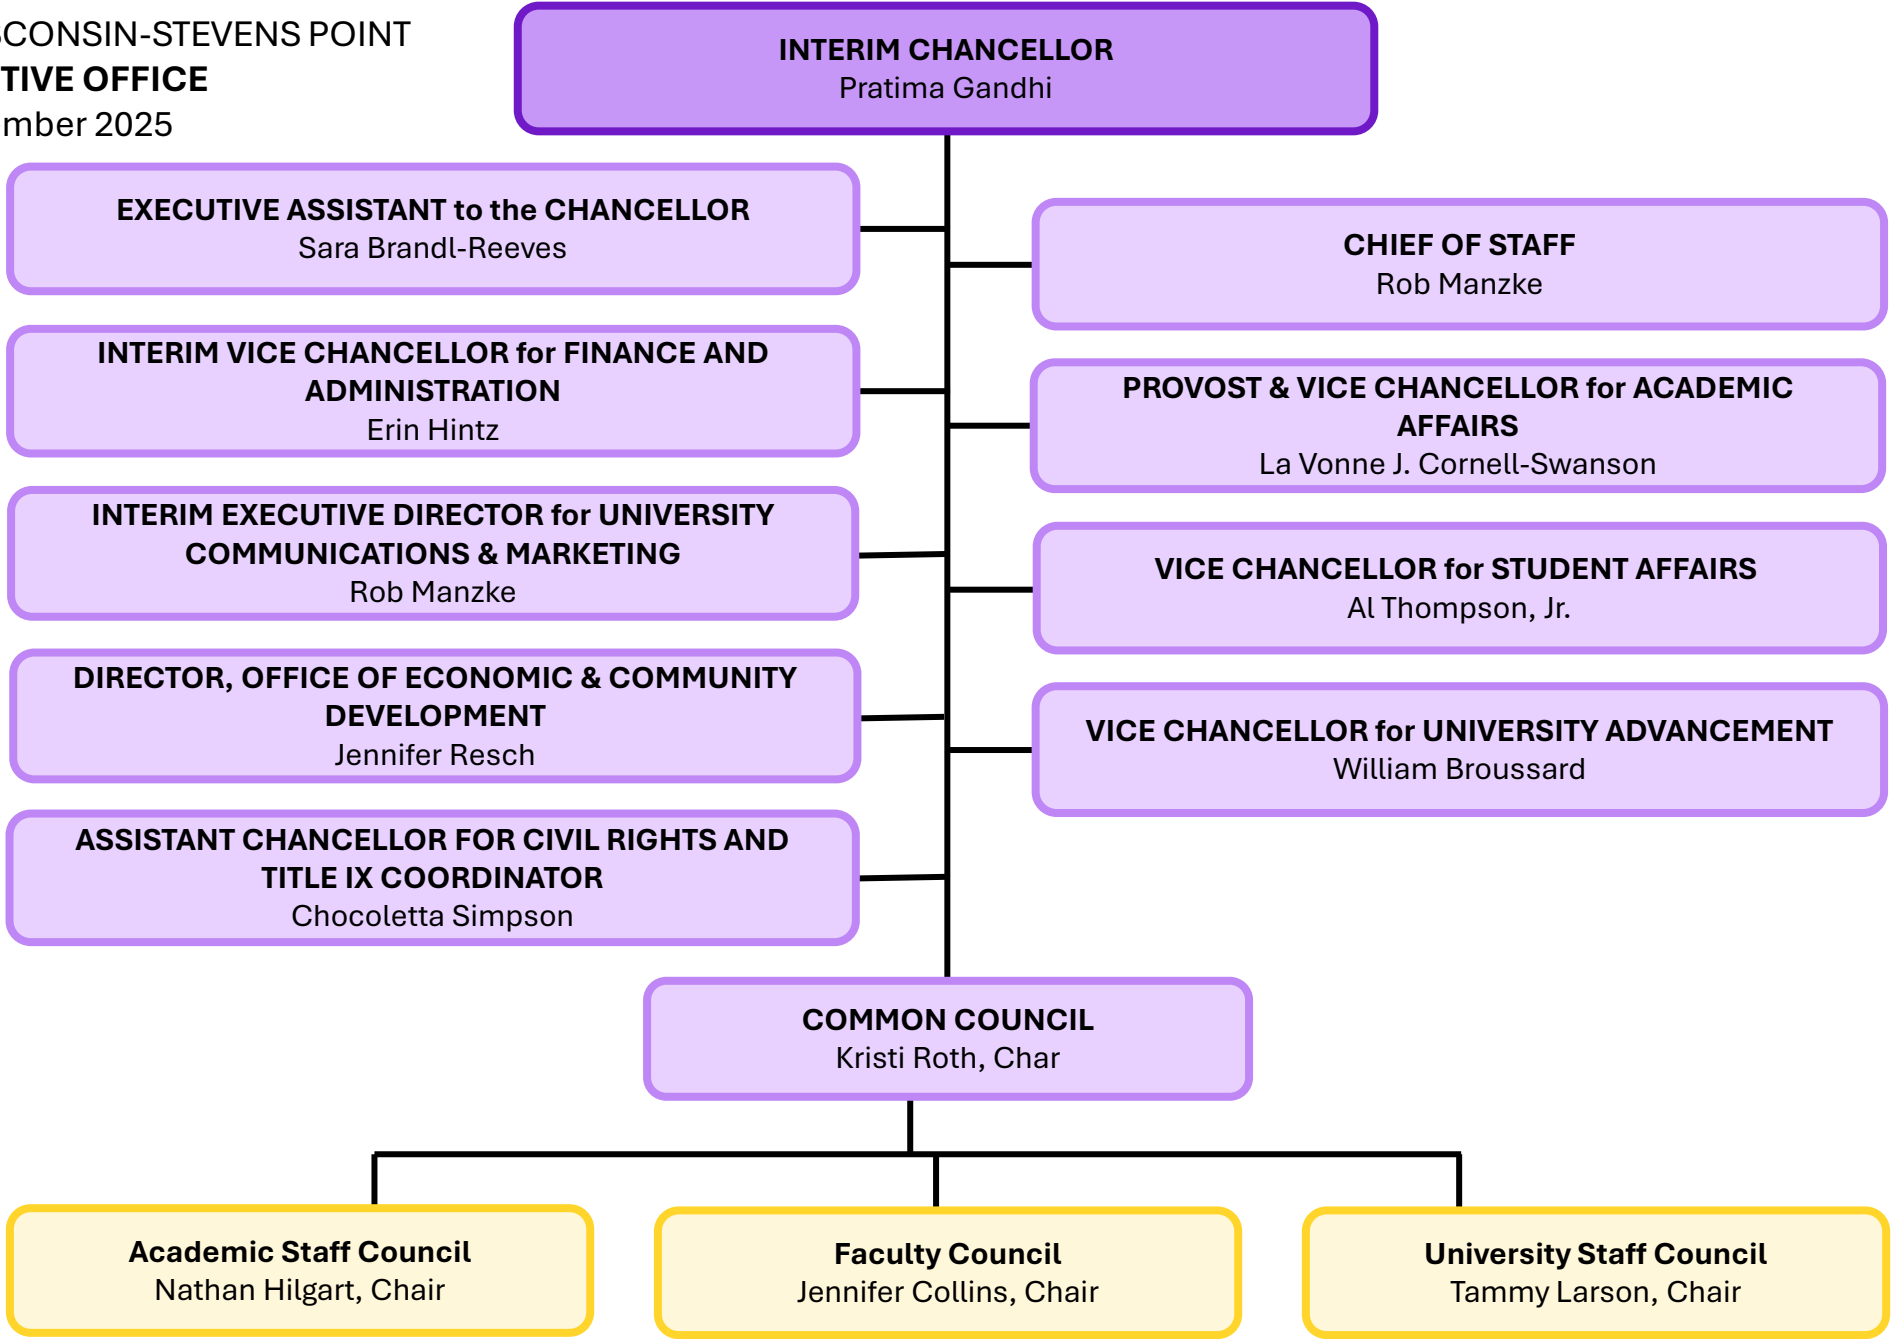 CONSIN-STEVENS POINT
TIVE OFFICE
mber 2025
INTERIM CHANCELLOR
Pratima Gandhi
EXECUTIVE ASSISTANT to the CHANCELLOR
Sara Brandl-Reeves
CHIEF OF STAFF
Rob Manzke
INTERIM VICE CHANCELLOR for FINANCE AND
ADMINISTRATION
Erin Hintz
PROVOST & VICE CHANCELLOR for ACADEMIC
AFFAIRS
La Vonne J. Cornell-Swanson
INTERIM EXECUTIVE DIRECTOR for UNIVERSITY
COMMUNICATIONS & MARKETING
Rob Manzke
VICE CHANCELLOR for STUDENT AFFAIRS
Al Thompson, Jr.
DIRECTOR, OFFICE OF ECONOMIC & COMMUNITY
DEVELOPMENT
Jennifer Resch
VICE CHANCELLOR for UNIVERSITY ADVANCEMENT
William Broussard
ASSISTANT CHANCELLOR FOR CIVIL RIGHTS AND
TITLE IX COORDINATOR
Chocoletta Simpson
COMMON COUNCIL
Kristi Roth, Char
Academic Staff Council
Nathan Hilgart, Chair
Faculty Council
Jennifer Collins, Chair
University Staff Council
Tammy Larson, Chair